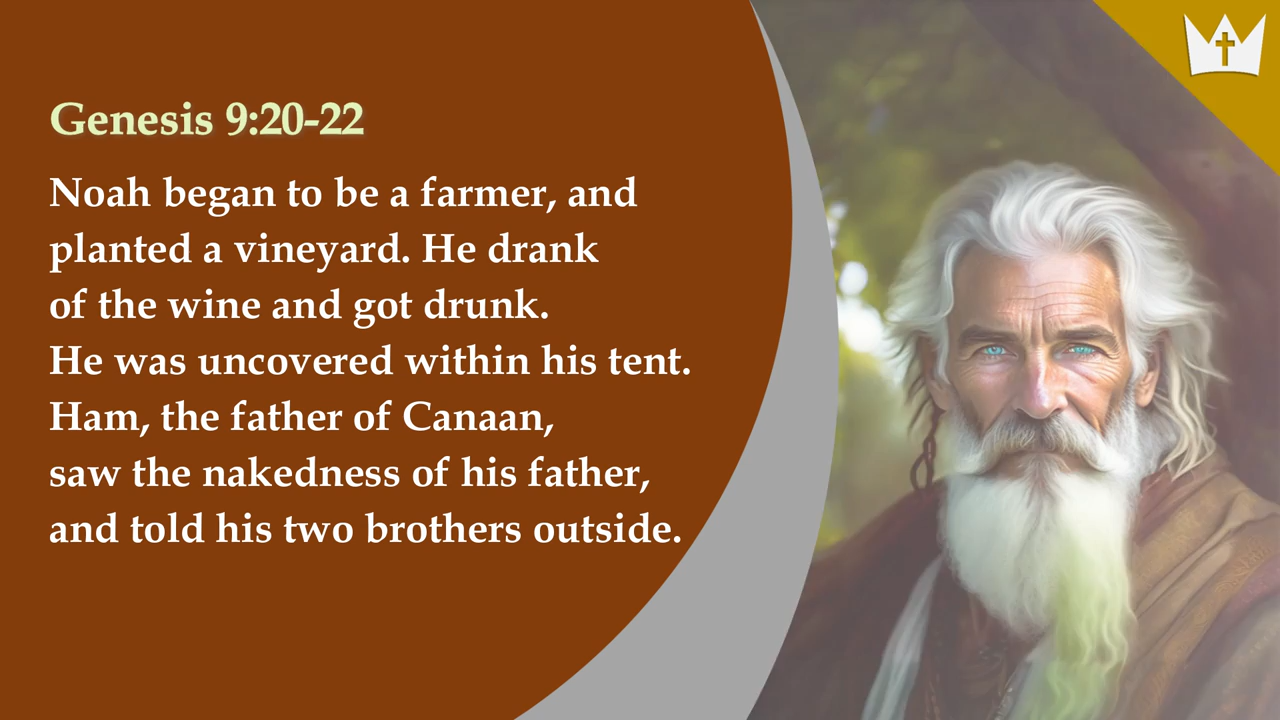 Genesis 9:20-22
Noah began to be a farmer, and
planted a vineyard. He drank
of the wine and got drunk.
He was uncovered within his tent.
Ham, the father of Canaan,
saw the nakedness of his father,
and told his two brothers outside.